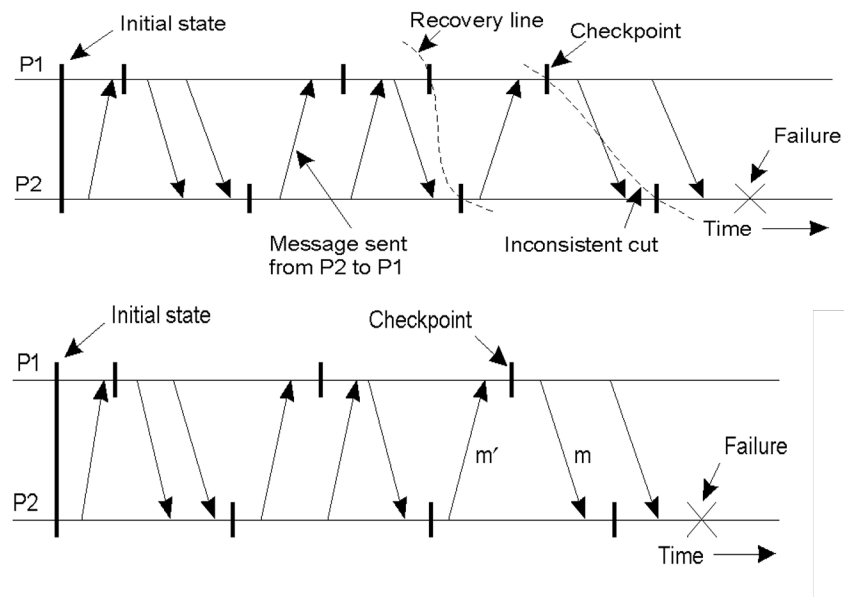 Recovery line
Initial state
Checkpoint
P1
Failure
P2
Time
Message sent
from P2 to P1
Inconsistent cut
Initial state
Checkpoint
P1
m′
m
Failure
P2
Time